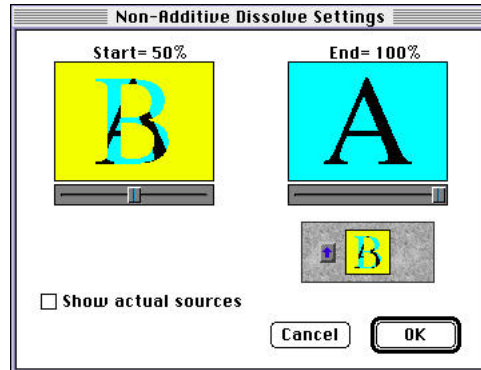 Non-Additive Dissolve Settings
Start= 50%
End= 100%
B
A
A
B
A
Show actual sources
Cancel
OK